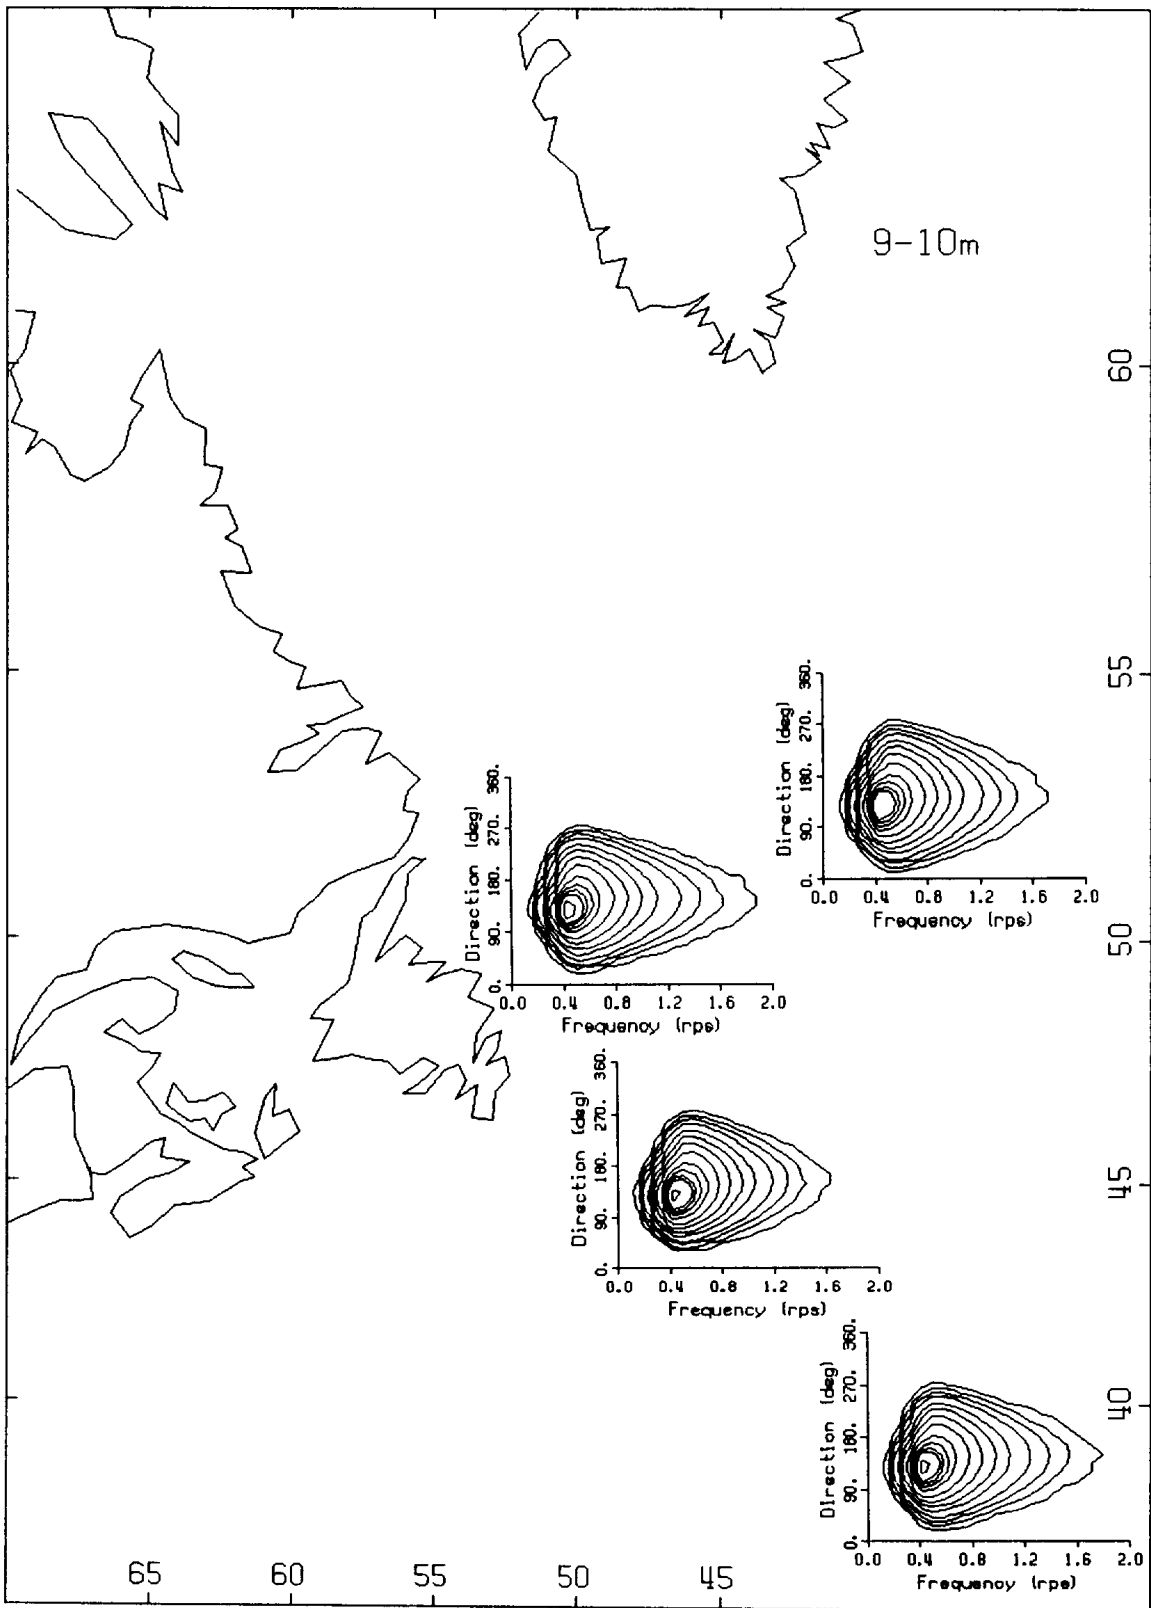 9-10m
60
55
50
45
40
65
60
55
50
45
Direction (deg)
360.
270.
180.
90.
0.
0.0 0.4 0.8 1.2 1.6 2.0
Frequency (rps)
Direction (deg)
360.
270.
180.
90.
0.
0.0 0.4 0.8 1.2 1.6 2.0
Frequency (rps)
Direction (deg)
360.
270.
180.
90.
0.
0.0 0.4 0.8 1.2 1.6 2.0
Frequency (rps)
Direction (deg)
360.
270.
180.
90.
0.
0.0 0.4 0.8 1.2 1.6 2.0
Frequency (rps)